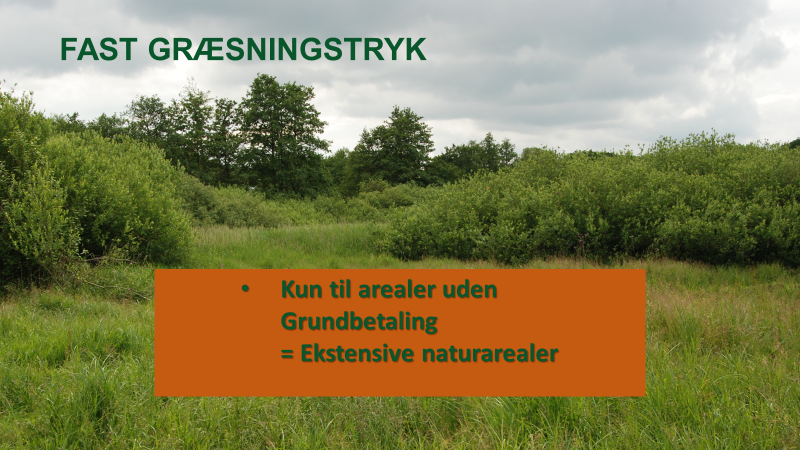 FAST GRÆSNINGSTRYK
• Kun til arealer uden
Grundbetaling
= Ekstensive naturarealer